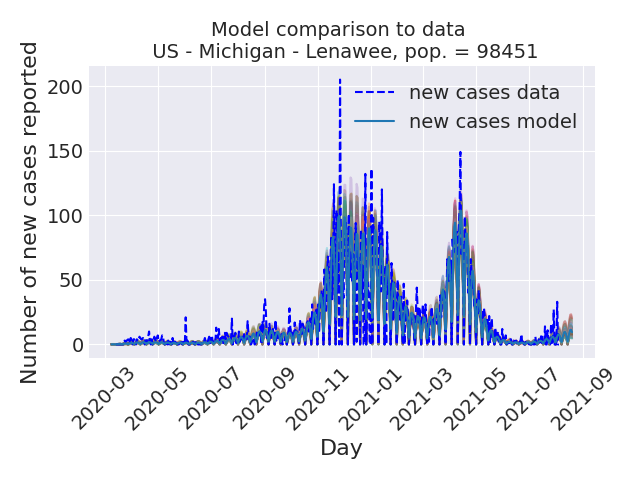 Model comparison to data
US - Michigan - Lenawee, pop. = 98451
Number of new cases reported
200
150
100
50
0
new cases data
new cases model
2020-03
2020-05
2020-07
2020-09
2020-11
2021-01
2021-03
2021-05
2021-07
2021-09
Day